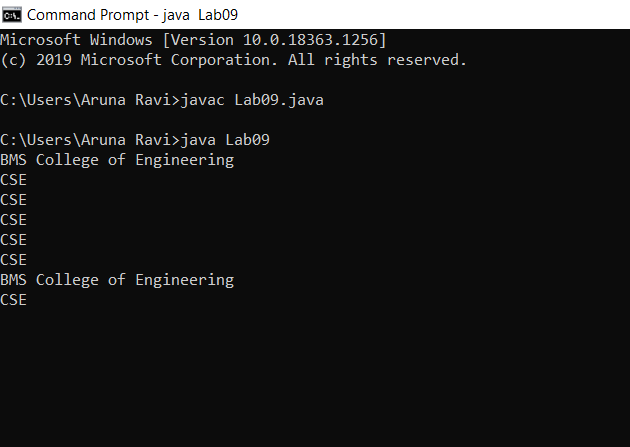 Command Prompt - java  Lab09
Microsoft Windows [Version 10.0.18363.1256]
(c) 2019 Microsoft Corporation. All rights reserved.
C:\Users\Aruna Ravi>javac Lab09.java
C:\Users\Aruna Ravi>java Lab09
BMS College of Engineering
CSE
CSE
CSE
CSE
CSE
BMS College of Engineering
CSE